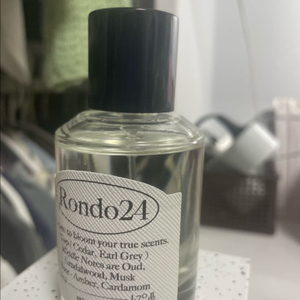 Rondo24
to bloom your true scents.
Cedar, Earl Grey )
Notes are Oud,
Sandalwood, Musk
Amber, Cardamom